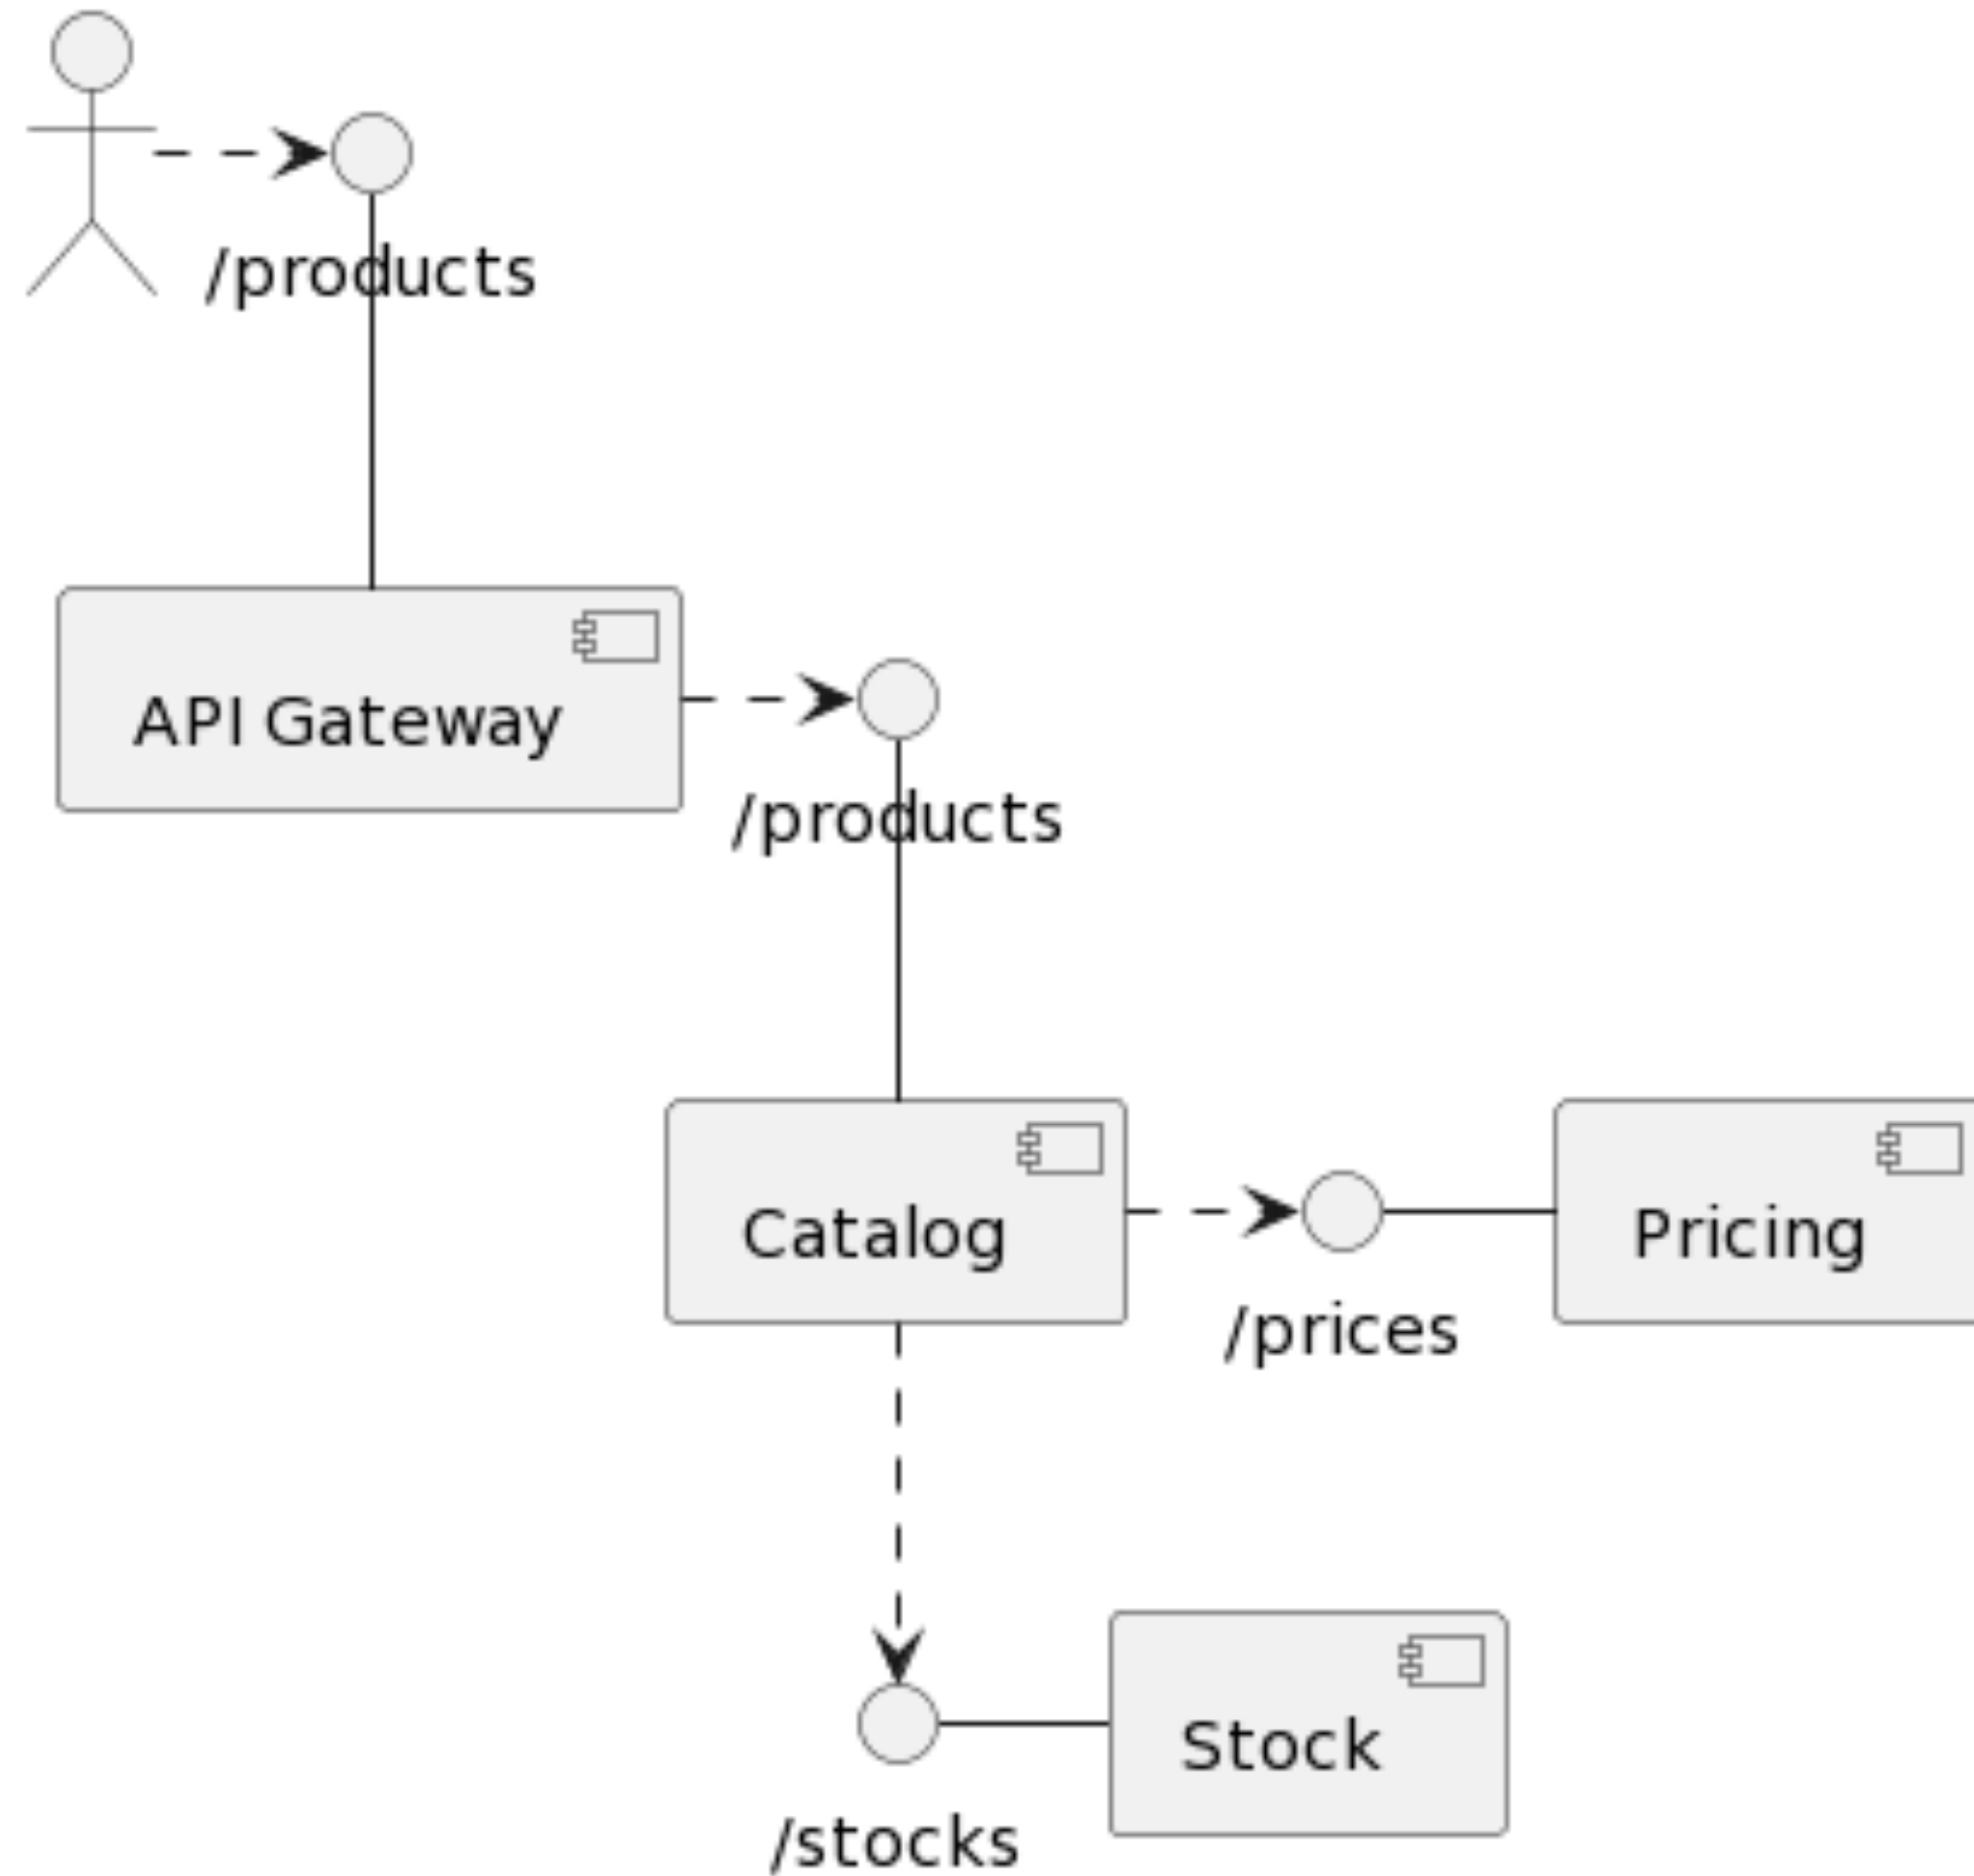 /products
API Gateway
/products
Catalog
Pricing
/prices
Stock
/stocks